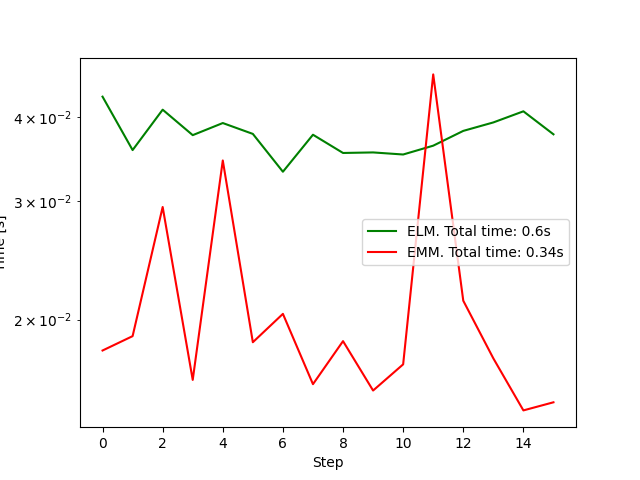 4 × 10⁻²
3 × 10⁻²
2 × 10⁻²
Time [s]
ELM. Total time: 0.6s
EMM. Total time: 0.34s
0 2 4 6 8 10 12 14
Step